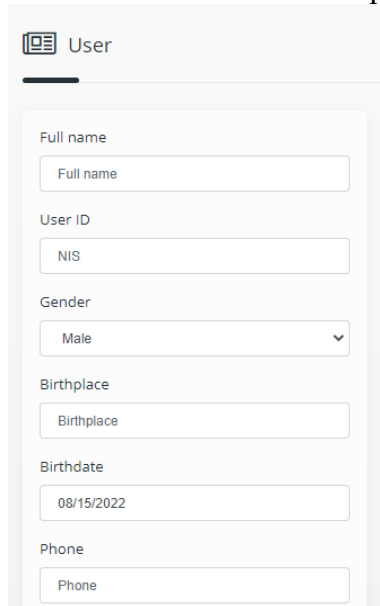 User
Full name
Full name
User ID
NIS
Gender
Male
Birthplace
Birthplace
Birthdate
08/15/2022
Phone
Phone